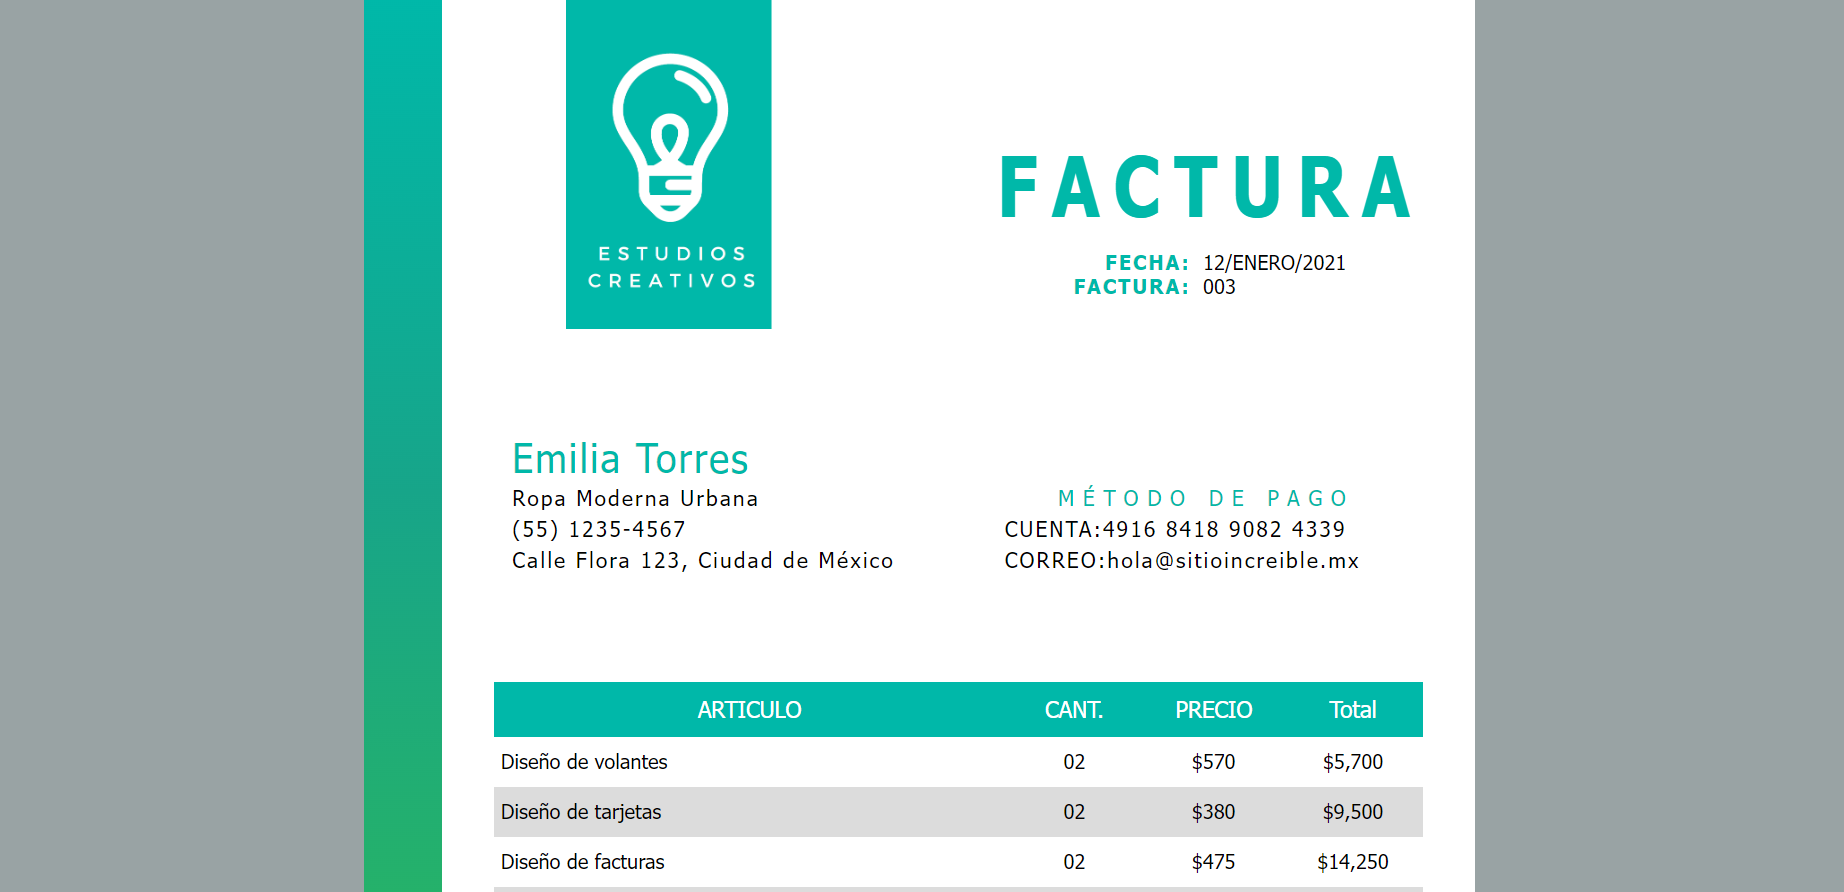 ESTUDIOS
CREATIVOS
FACTURA
FECHA: 12/ENERO/2021
FACTURA: 003
Emilia Torres
Ropa Moderna Urbana
(55) 1235-4567
Calle Flora 123, Ciudad de México
MÉTODO DE PAGO
CUENTA:4916 8418 9082 4339
CORREO:hola@sitioincreible.mx
ARTICULO CANT. PRECIO Total
Diseño de volantes 02 $570 $5,700
Diseño de tarjetas 02 $380 $9,500
Diseño de facturas 02 $475 $14,250